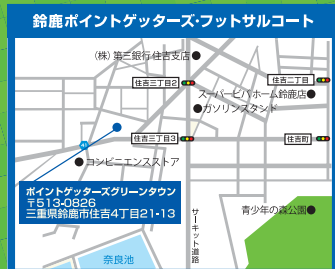 鈴鹿ポイントゲッターズ・フットサルコート
(株)第三銀行住吉支店
住吉三丁目2
住吉二丁目
スーパービバホーム鈴鹿店
ガソリンスタンド
41
住吉三丁目3
住吉町
コンビニエンスストア
ポイントゲッターズグリーンタウン
〒513-0826
三重県鈴鹿市住吉4丁目21-13
サーキット道路
青少年の森公園
奈良池